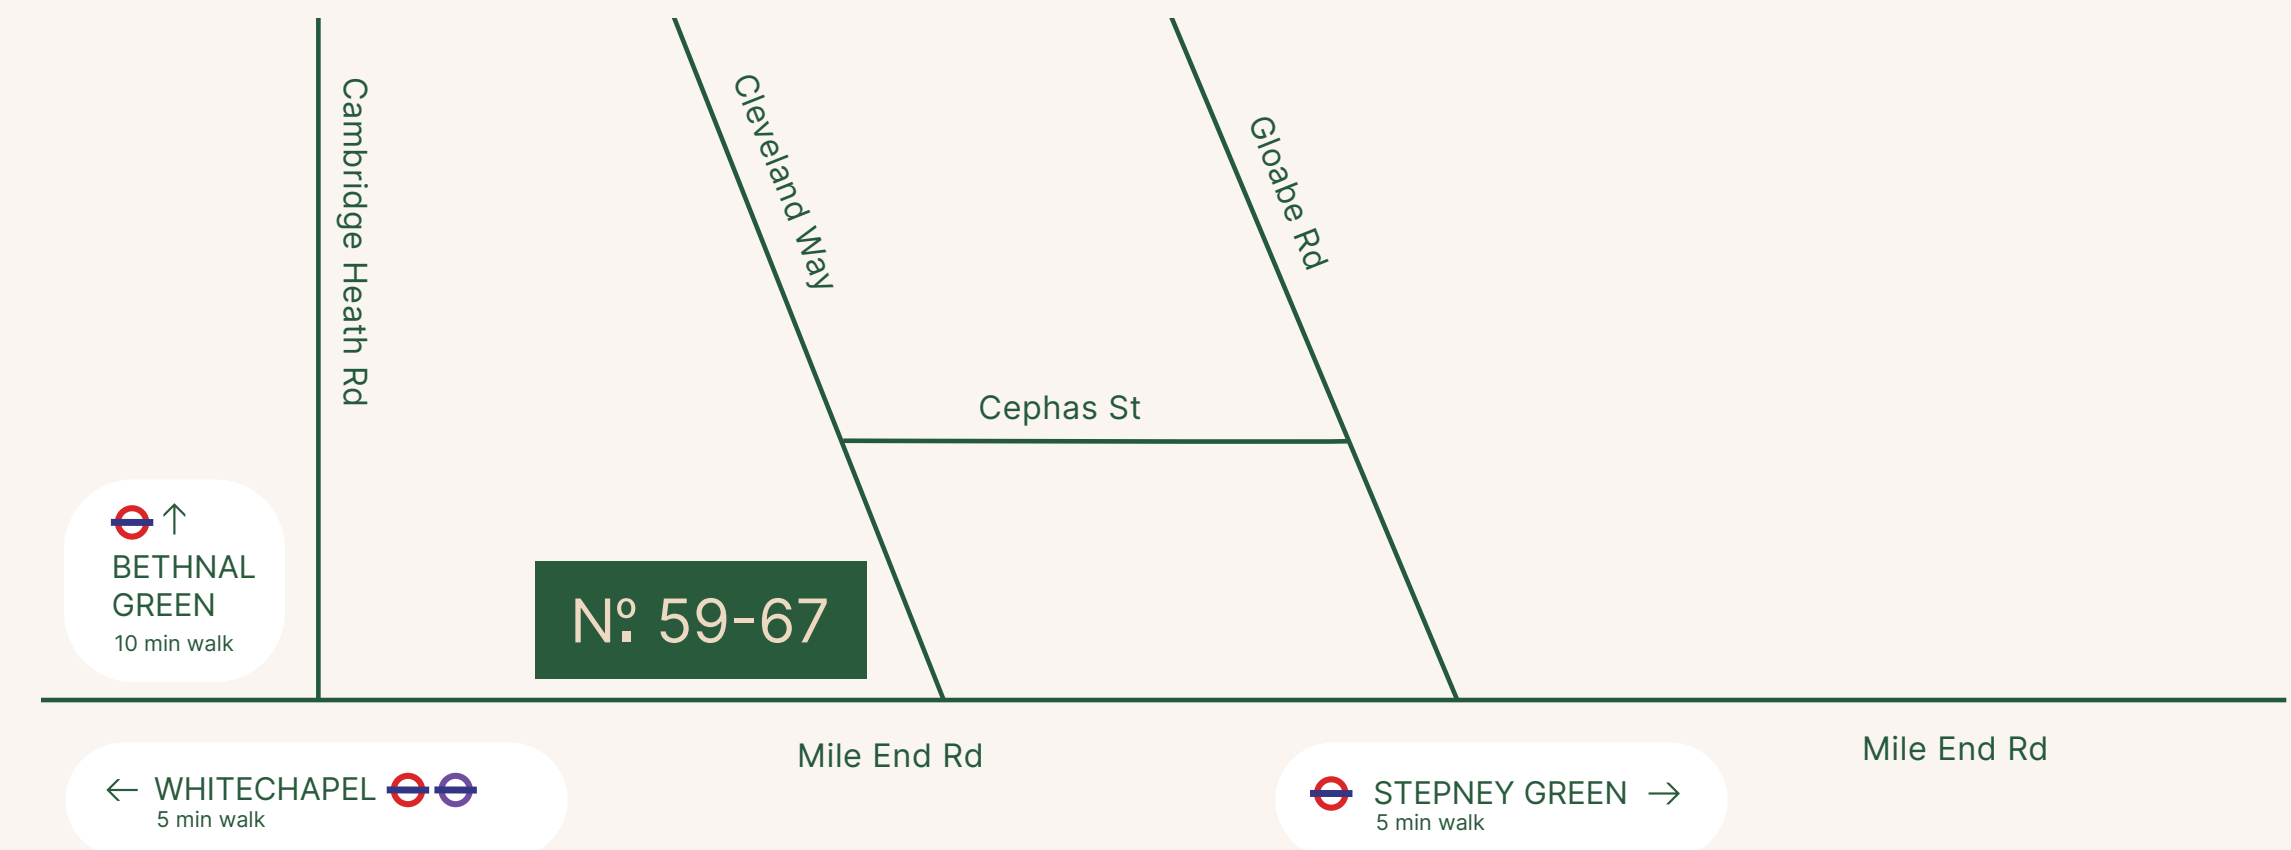 Cambridge Heath Rd
Cleveland Way
Gloabe Rd
Cephas St
BETHNAL
GREEN
10 min walk
Nº. 59-67
Mile End Rd
Mile End Rd
WHITECHAPEL
5 min walk
STEPNEY GREEN
5 min walk